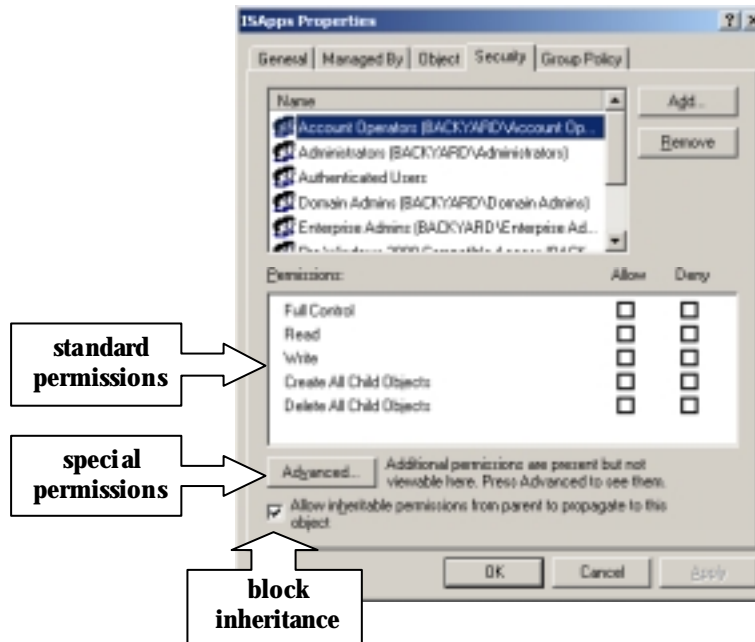 ISApps Properties
General Managed By Object Security Group Policy
Name
Account Operators (BACKYARD\Account Op...
Administrators (BACKYARD\Administrators)
Authenticated Users
Domain Admins (BACKYARD\Domain Admins)
Enterprise Admins (BACKYARD\Enterprise Ad...
Add...
Remove
Permissions: Allow Deny
Full Control
Read
Write
Create All Child Objects
Delete All Child Objects
standard
permissions
special
permissions
Advanced...
Additional permissions are present but not
viewable here. Press Advanced to see them.
Allow inheritable permissions from parent to propagate to this
object
OK Cancel Apply
block
inheritance